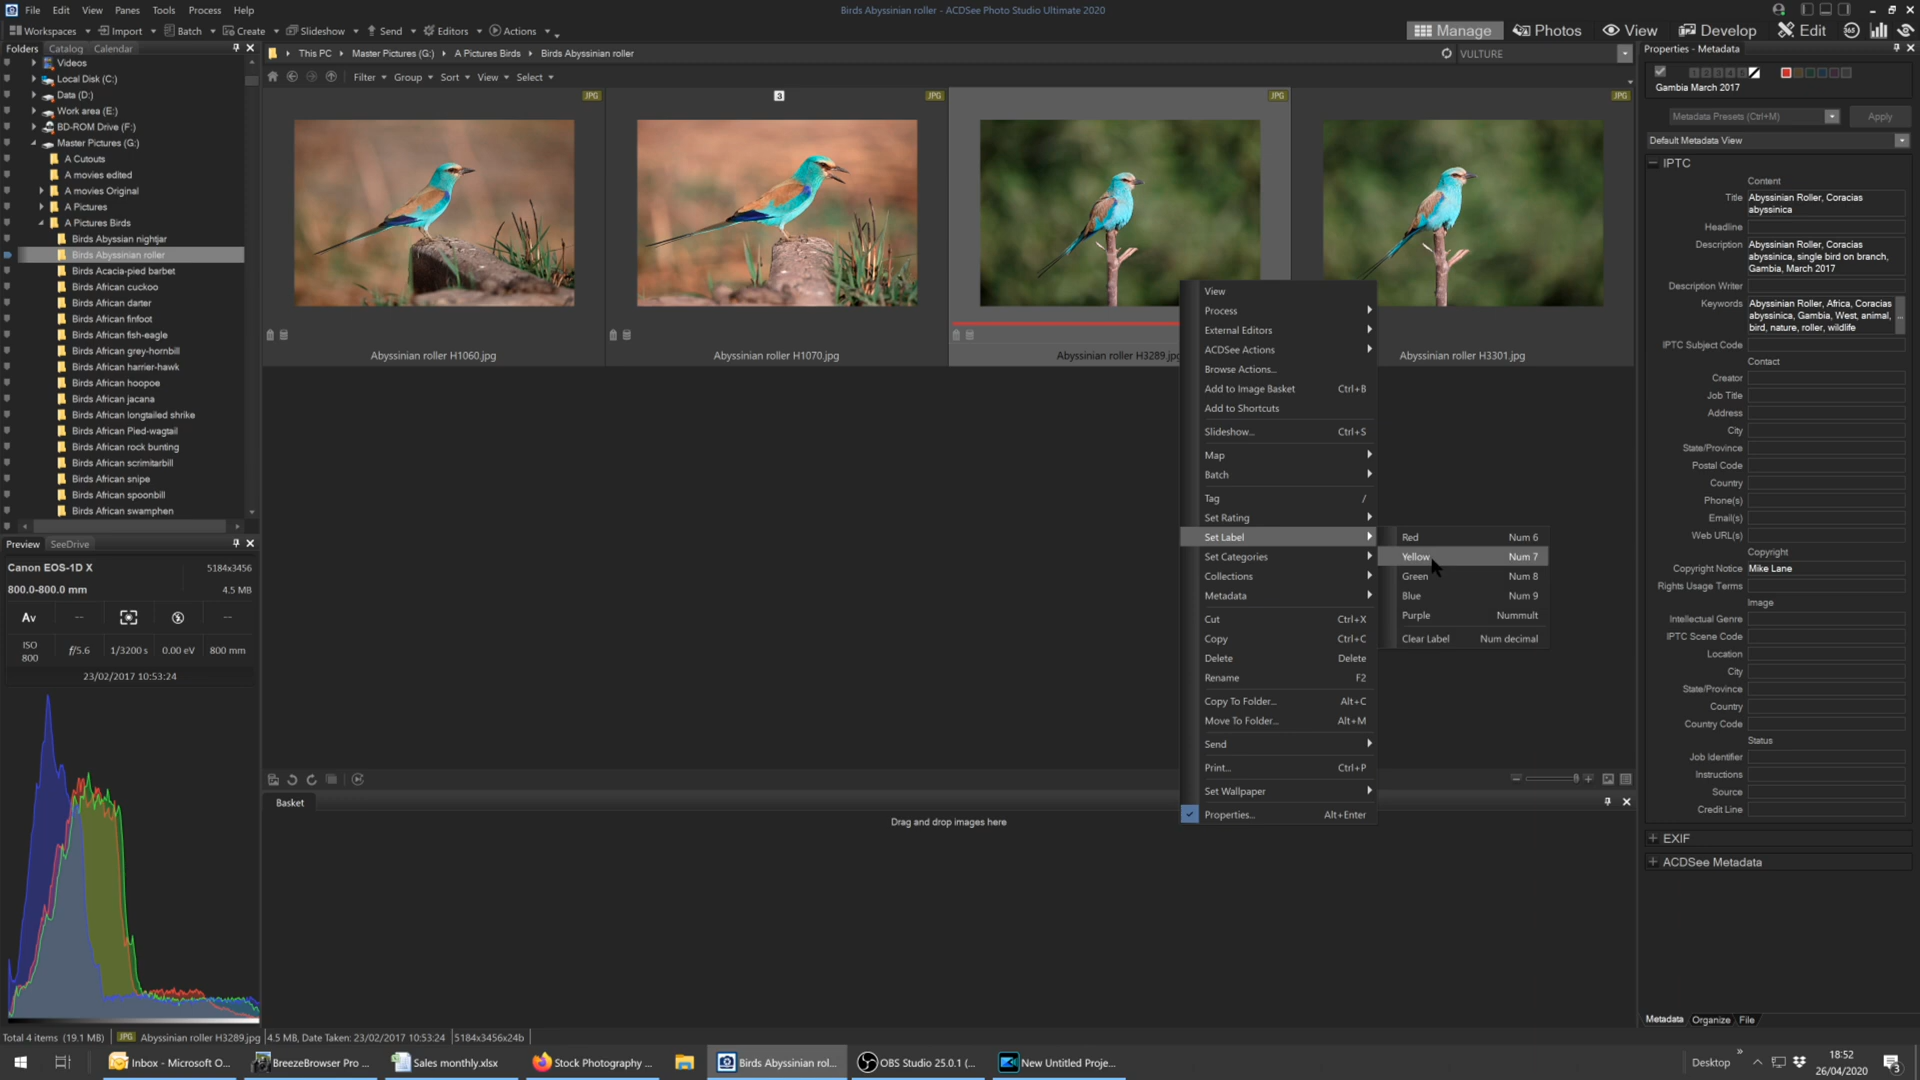 File Edit View Panes Tools Process Help
Birds Abyssinian roller - ACDSee Photo Studio Ultimate 2020
Workspaces Import Batch Create Slideshow Send Editors Actions
Manage Photos View Develop Edit 365
Folders Catalog Calendar
Videos
Local Disk (C:)
Data (D:)
Work area (E:)
BD-ROM Drive (F:)
Master Pictures (G:)
A Cutouts
A movies edited
A movies Original
A Pictures
A Pictures Birds
Birds Abyssian nightjar
Birds Abyssinian roller
Birds Acacia-pied barbet
Birds African cuckoo
Birds African darter
Birds African finfoot
Birds African fish-eagle
Birds African grey-hornbill
Birds African harrier-hawk
Birds African hoopoe
Birds African jacana
Birds African longtailed shrike
Birds African Pied-wagtail
Birds African rock bunting
Birds African scrimitarbill
Birds African snipe
Birds African spoonbill
Birds African swamphen
Preview SeeDrive
Canon EOS-1D X 5184x3456
800.0-800.0 mm 4.5 MB
Av -- --
ISO 800 f/5.6 1/3200 s 0.00 eV 800 mm
23/02/2017 10:53:24
This PC Master Pictures (G:) A Pictures Birds Birds Abyssinian roller
VULTURE
Filter Group Sort View Select
JPG
3 JPG
JPG
JPG
Abyssinian roller H1060.jpg
Abyssinian roller H1070.jpg
Abyssinian roller H3289.jpg
Abyssinian roller H3301.jpg
View
Process
External Editors
ACDSee Actions
Browse Actions...
Add to Image Basket Ctrl+B
Add to Shortcuts
Slideshow... Ctrl+S
Map
Batch
Tag /
Set Rating
Set Label
Set Categories
Collections
Metadata
Cut Ctrl+X
Copy Ctrl+C
Delete Delete
Rename F2
Copy To Folder... Alt+C
Move To Folder... Alt+M
Send
Print... Ctrl+P
Set Wallpaper
Properties... Alt+Enter
Red Num 6
Yellow Num 7
Green Num 8
Blue Num 9
Purple Nummult
Clear Label Num decimal
Basket
Drag and drop images here
Properties - Metadata
Gambia March 2017
Metadata Presets (Ctrl+M) Apply
Default Metadata View
IPTC
Content
Title Abyssinian Roller, Coracias
abyssinica
Headline
Description Abyssinian Roller, Coracias
abyssinica, single bird on branch,
Gambia, March 2017
Description Writer
Keywords Abyssinian Roller, Africa, Coracias
abyssinica, Gambia, West, animal,
bird, nature, roller, wildlife ...
IPTC Subject Code
Contact
Creator
Job Title
Address
City
State/Province
Postal Code
Country
Phone(s)
Email(s)
Web URL(s)
Copyright
Copyright Notice Mike Lane
Rights Usage Terms
Image
Intellectual Genre
IPTC Scene Code
Location
City
State/Province
Country
Country Code
Status
Job Identifier
Instructions
Source
Credit Line
EXIF
ACDSee Metadata
Metadata Organize File
Total 4 items (19.1 MB) JPG Abyssinian roller H3289.jpg 4.5 MB, Date Taken: 23/02/2017 10:53:24 5184x3456x24b
Inbox - Microsoft O... BreezeBrowser Pro ... Sales monthly.xlsx Stock Photography ... Birds Abyssinian rol... OBS Studio 25.0.1 (... New Untitled Proje... Desktop 18:52
26/04/2020 3